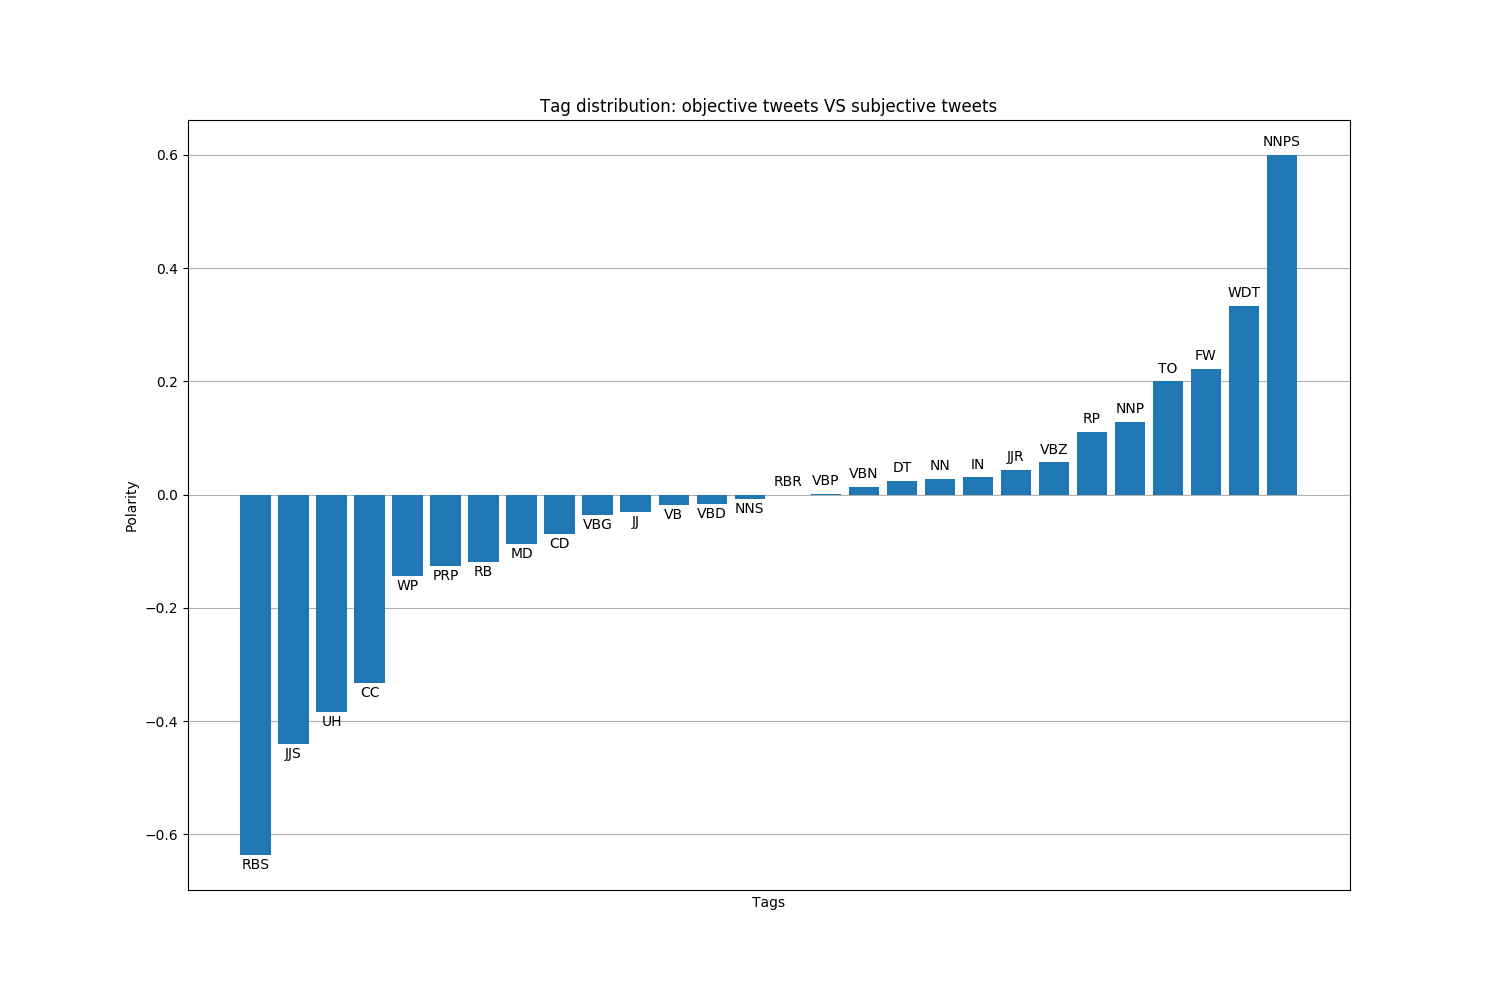 Tag distribution: objective tweets VS subjective tweets
NNPS
0.6
WDT
0.4
FW
TO
0.2
NNP
RP
VBZ
JJR
IN
NN
DT
VBN
VBP
RBR
0.0
NNS
VBD
VB
JJ
VBG
CD
MD
RB
PRP
WP
Polarity
−0.2
CC
UH
−0.4
JJS
−0.6
RBS
Tags